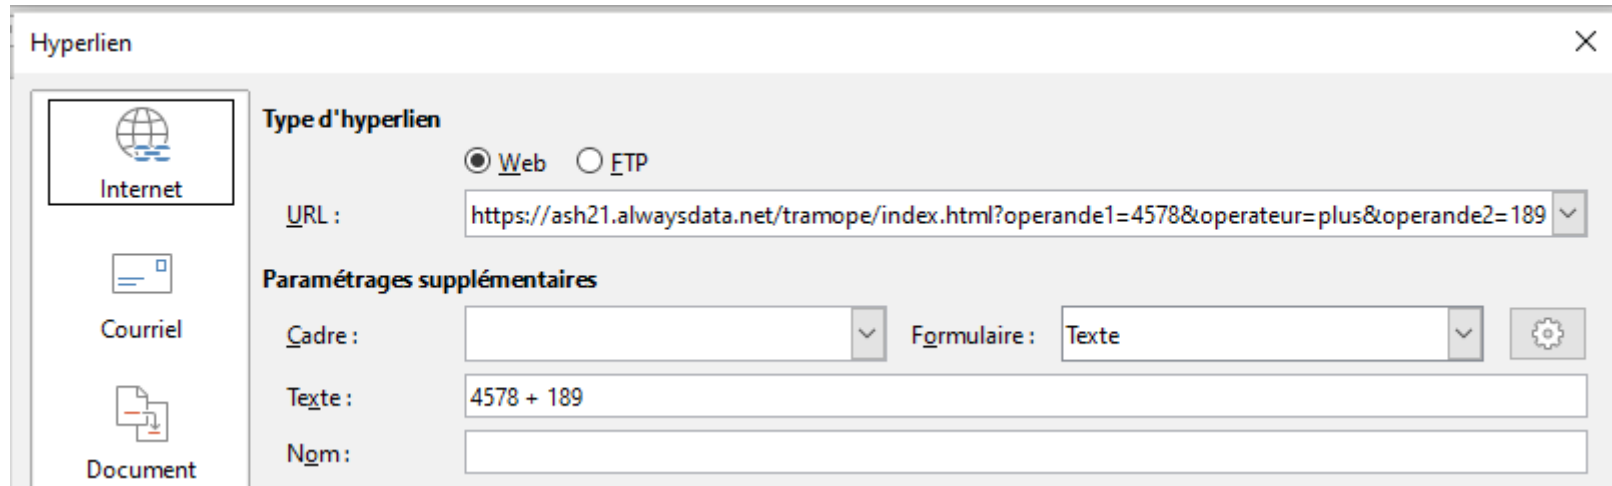 Hyperlien
Internet
Courriel
Document
Type d'hyperlien
Web FTP
URL : https://ash21.alwaysdata.net/tramope/index.html?operande1=4578&operateur=plus&operande2=189
Paramétrages supplémentaires
Cadre : Formulaire : Texte
Texte : 4578 + 189
Nom :